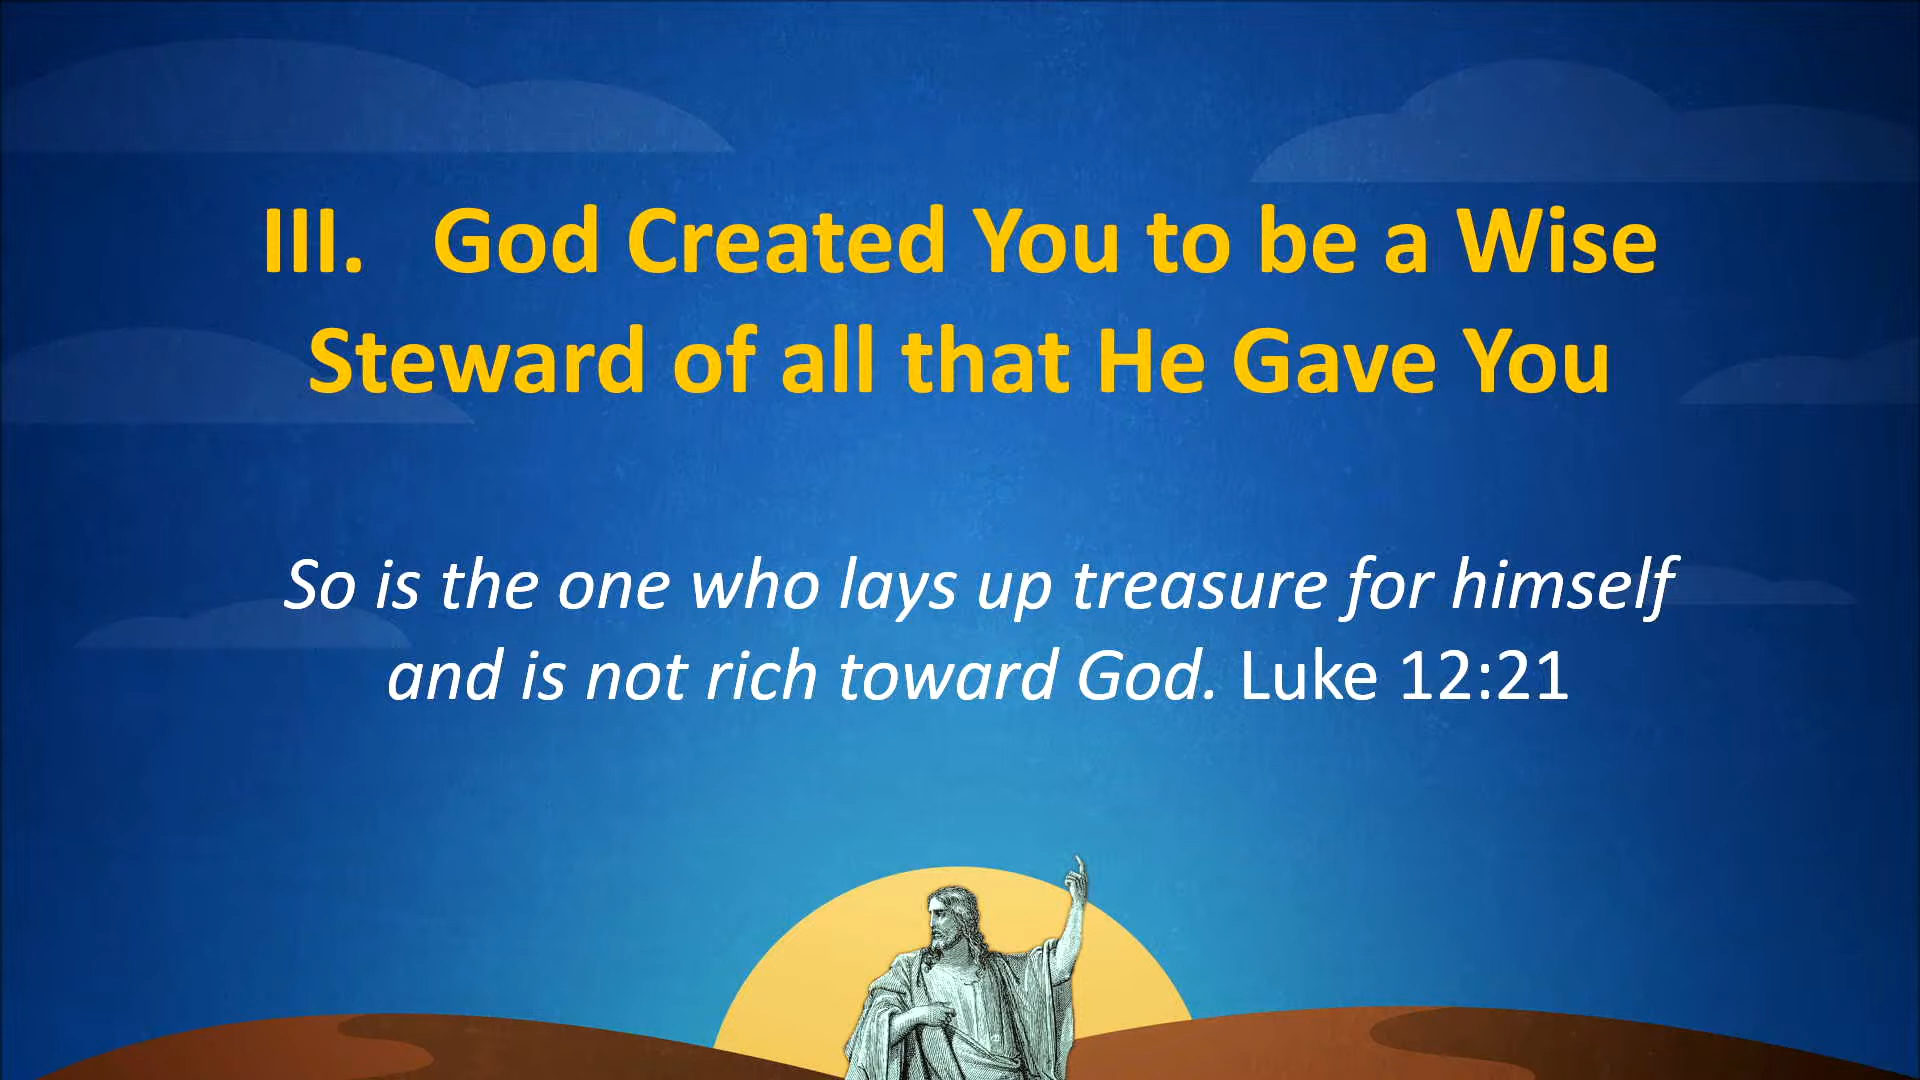 III. God Created You to be a Wise
Steward of all that He Gave You
So is the one who lays up treasure for himself
and is not rich toward God. Luke 12:21